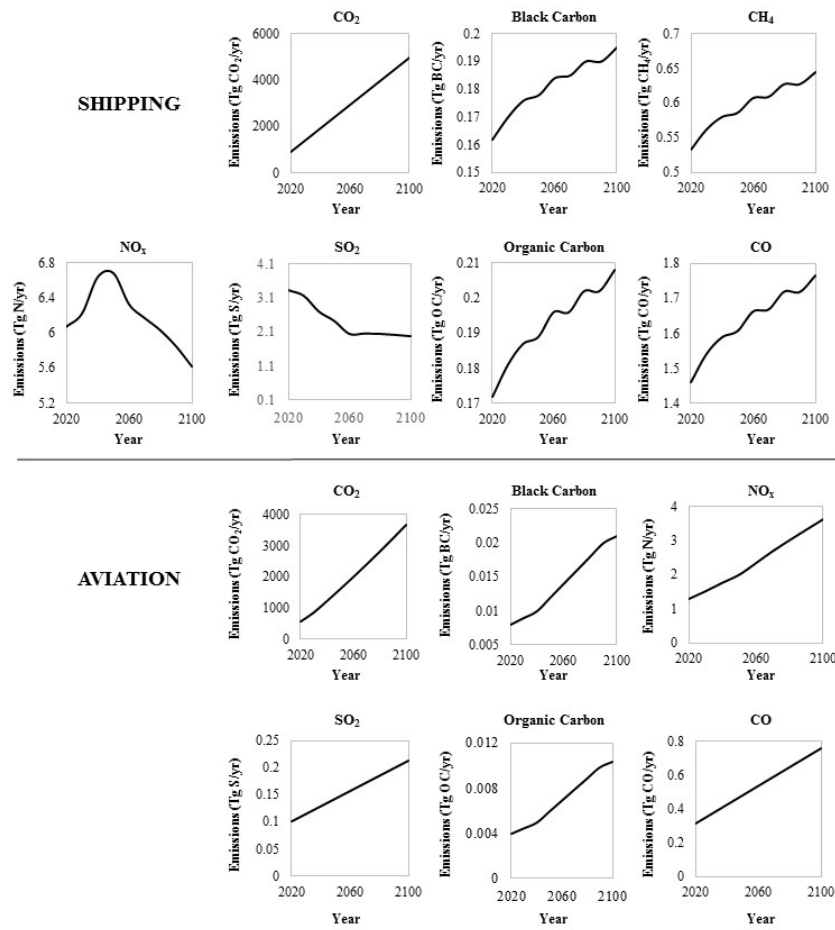 SHIPPING
CO₂
Emissions (Tg CO₂/yr)
6000
4000
2000
0
2020 2060 2100
Year
Black Carbon
Emissions (Tg BC/yr)
0.2
0.19
0.18
0.17
0.16
0.15
2020 2060 2100
Year
CH₄
Emissions (Tg CH₄/yr)
0.7
0.65
0.6
0.55
0.5
2020 2060 2100
Year
NOₓ
Emissions (Tg N/yr)
6.8
6.4
6
5.6
5.2
2020 2060 2100
Year
SO₂
Emissions (Tg S/yr)
4.1
3.1
2.1
1.1
0.1
2020 2060 2100
Year
Organic Carbon
Emissions (Tg OC/yr)
0.21
0.2
0.19
0.18
0.17
2020 2060 2100
Year
CO
Emissions (Tg CO/yr)
1.8
1.7
1.6
1.5
1.4
2020 2060 2100
Year
AVIATION
CO₂
Emissions (Tg CO₂/yr)
4000
3000
2000
1000
0
2020 2060 2100
Year
Black Carbon
Emissions (Tg BC/yr)
0.025
0.02
0.015
0.01
0.005
2020 2060 2100
Year
NOₓ
Emissions (Tg N/yr)
4
3
2
1
0
2020 2060 2100
Year
SO₂
Emissions (Tg S/yr)
0.25
0.2
0.15
0.1
0.05
0
2020 2060 2100
Year
Organic Carbon
Emissions (Tg OC/yr)
0.012
0.008
0.004
0
2020 2060 2100
Year
CO
Emissions (Tg CO/yr)
0.8
0.6
0.4
0.2
0
2020 2060 2100
Year